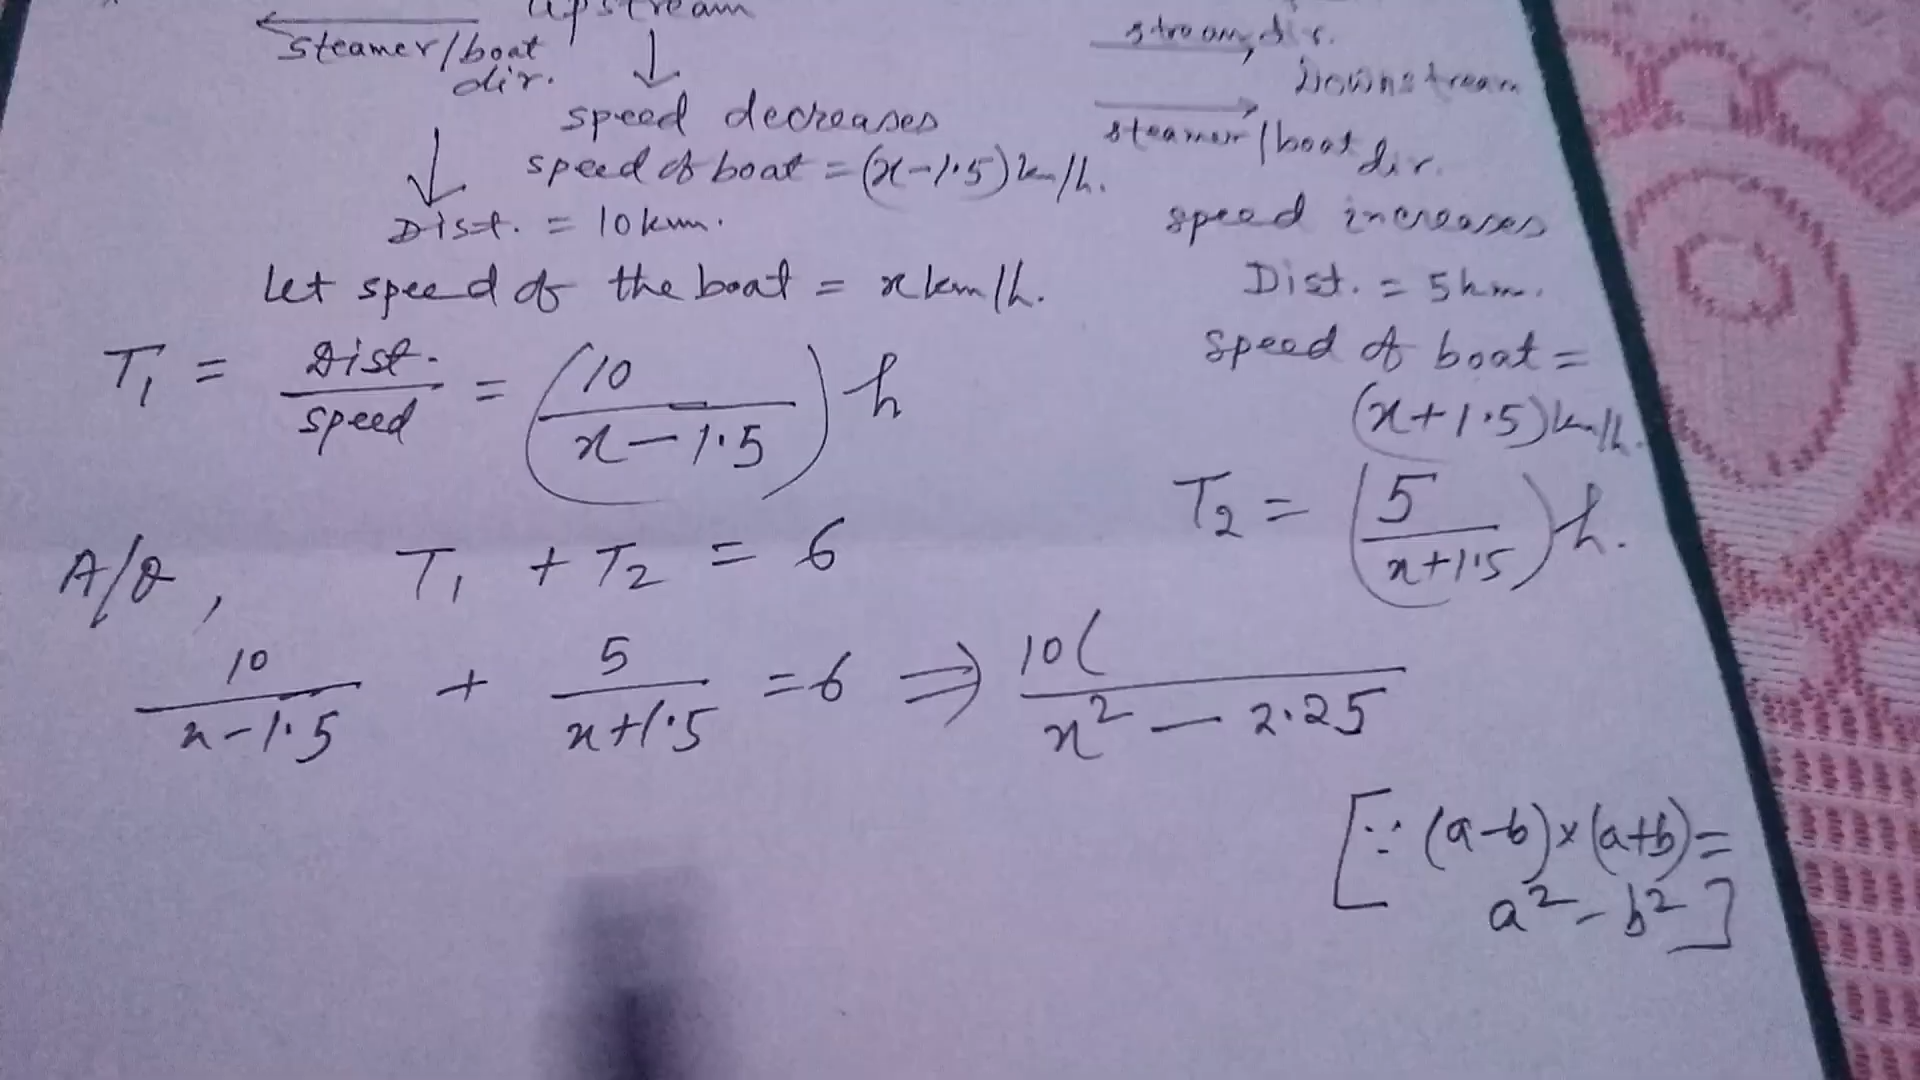 upstream
steamer/boat
dir.
speed decreases
speed of boat = (x-1.5) km/h.
Dist. = 10 km.
Let speed of the boat = x km/h.
T₁ = Dist./speed = (10/(x-1.5)) h
stream dir.
Downstream
steamer/boat dir.
speed increases
Dist. = 5 km.
speed of boat =
(x+1.5) km/h.
T₂ = (5/(x+1.5)) h.
A/Q, T₁ + T₂ = 6
10/(x-1.5) + 5/(x+1.5) = 6 ⇒ 10(/(x² - 2.25)
[∵ (a-b)×(a+b)=
a² - b²]